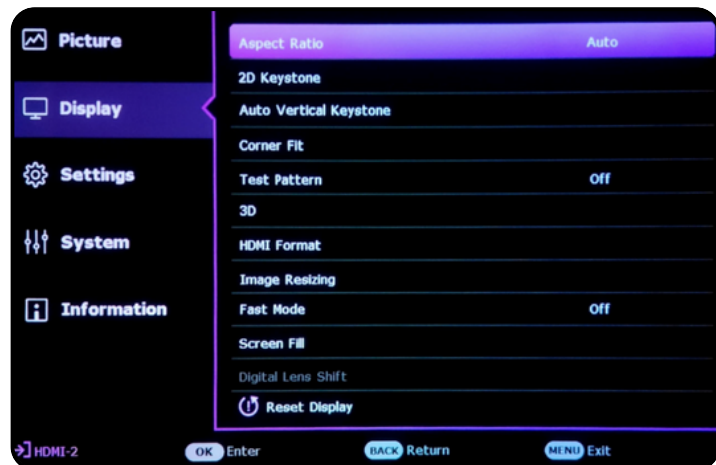 Picture
Display
Settings
System
Information
Aspect Ratio Auto
2D Keystone
Auto Vertical Keystone
Corner Fit
Test Pattern Off
3D
HDMI Format
Image Resizing
Fast Mode Off
Screen Fill
Digital Lens Shift
Reset Display
HDMI-2 OK Enter BACK Return MENU Exit